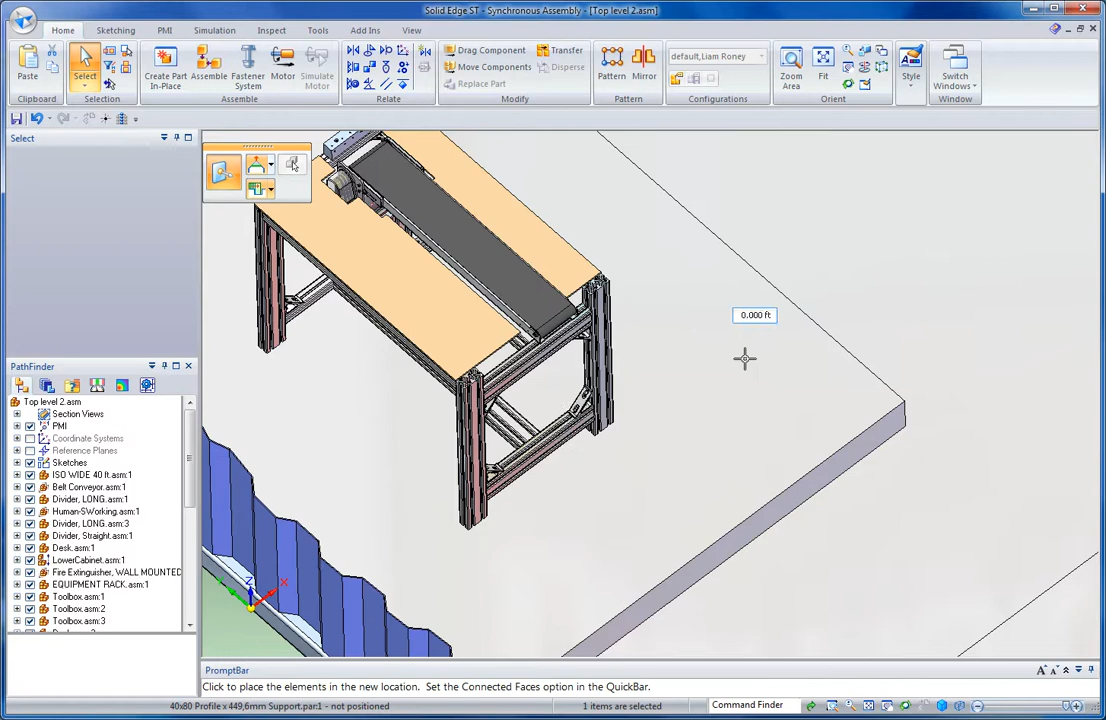 Solid Edge ST - Synchronous Assembly - [Top level 2.asm]
Home Sketching PMI Simulation Inspect Tools Add Ins View
Paste
Clipboard
Select
Selection
Create Part In-Place
Assemble
Fastener System
Motor
Simulate Motor
Assemble
Relate
Drag Component
Move Components
Replace Part
Transfer
Disperse
Modify
Pattern
Mirror
Pattern
default,Liam Roney
Configurations
Zoom Area
Fit
Orient
Style
Switch Windows
Window
Select
0.000 ft
PathFinder
Top level 2.asm
Section Views
PMI
Coordinate Systems
Reference Planes
Sketches
ISO WIDE 40 ft.asm:1
Belt Conveyor.asm:1
Divider, LONG.asm:1
Human-SWorking.asm:1
Divider, LONG.asm:3
Divider, Straight.asm:1
Desk.asm:1
LowerCabinet.asm:1
Fire Extinguisher, WALL MOUNTED
EQUIPMENT RACK.asm:1
Toolbox.asm:1
Toolbox.asm:2
Toolbox.asm:3
Z
X
PromptBar
Click to place the elements in the new location. Set the Connected Faces option in the QuickBar.
40x80 Profile x 449,6mm Support.par:1 - not positioned
1 items are selected
Command Finder